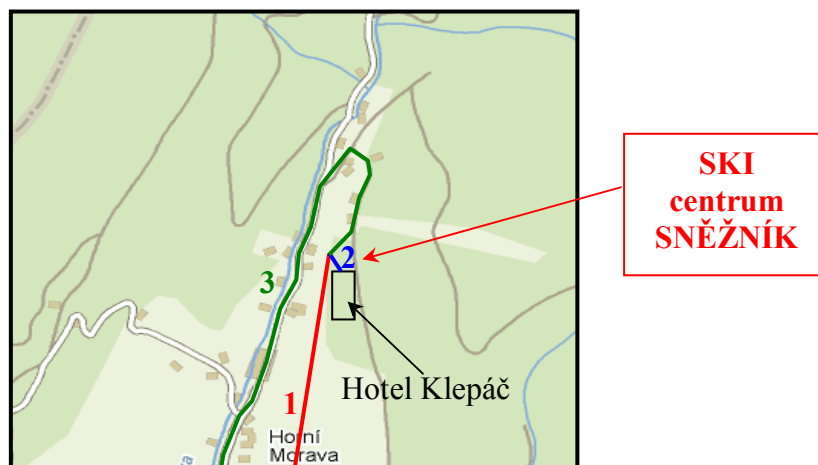 SKI
centrum
SNĚŽNÍK
2
3
Hotel Klepáč
1
Horní
Morava